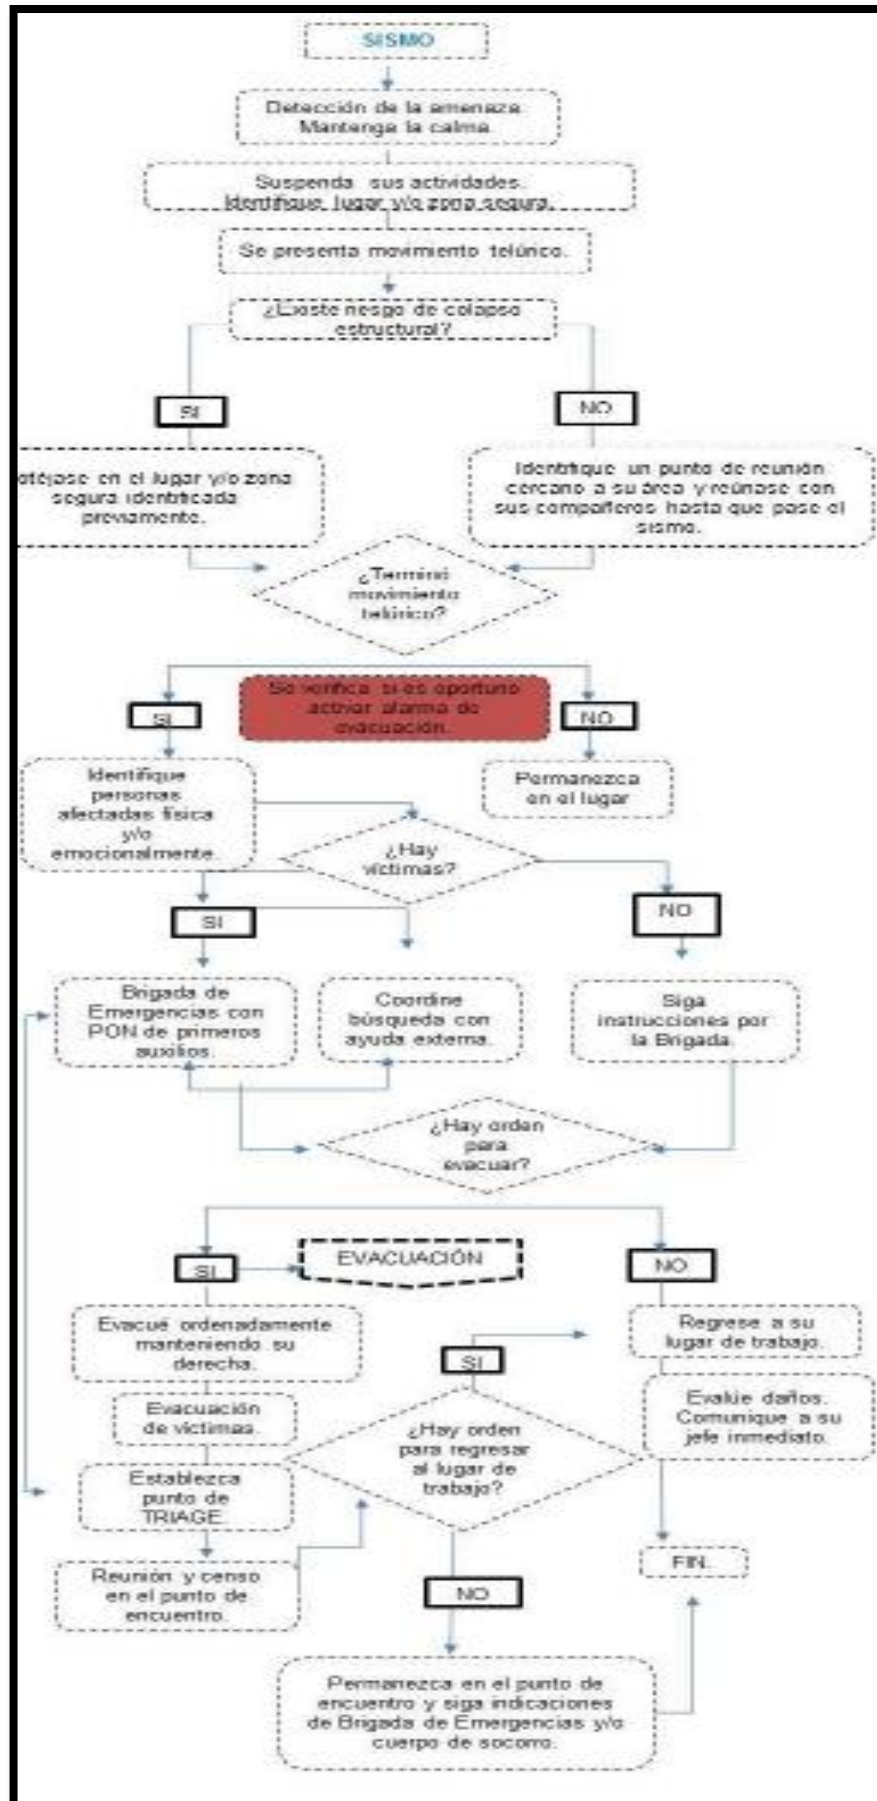 SISMO
Detección de la amenaza.
Mantenga la calma.
Suspenda sus actividades.
Identifique lugar y/o zona segura.
Se presenta movimiento telúrico.
¿Existe riesgo de colapso
estructural?
SI
NO
otéjase en el lugar y/o zona
segura identificada
previamente.
Identifique un punto de reunión
cercano a su área y reúnase con
sus compañeros hasta que pase el
sismo.
¿Terminó
movimiento
telúrico?
Se verifica si es oportuno
activar alarma de
evacuación.
SI
NO
Identifique
personas
afectadas física
y/o
emocionalmente.
Permanezca
en el lugar
¿Hay
víctimas?
SI
NO
Brigada de
Emergencias con
PON de primeros
auxilios.
Coordine
búsqueda con
ayuda externa.
Siga
instrucciones por
la Brigada.
¿Hay orden
para
evacuar?
SI
EVACUACIÓN
NO
Evacué ordenadamente
manteniendo su
derecha.
Regrese a su
lugar de trabajo.
SI
Evacuación
de víctimas.
¿Hay orden
para regresar
al lugar de
trabajo?
Evalúe daños.
Comunique a su
jefe inmediato.
Establezca
punto de
TRIAGE.
Reunión y censo
en el punto de
encuentro.
FIN.
NO
Permanezca en el punto de
encuentro y siga indicaciones
de Brigada de Emergencias y/o
cuerpo de socorro.